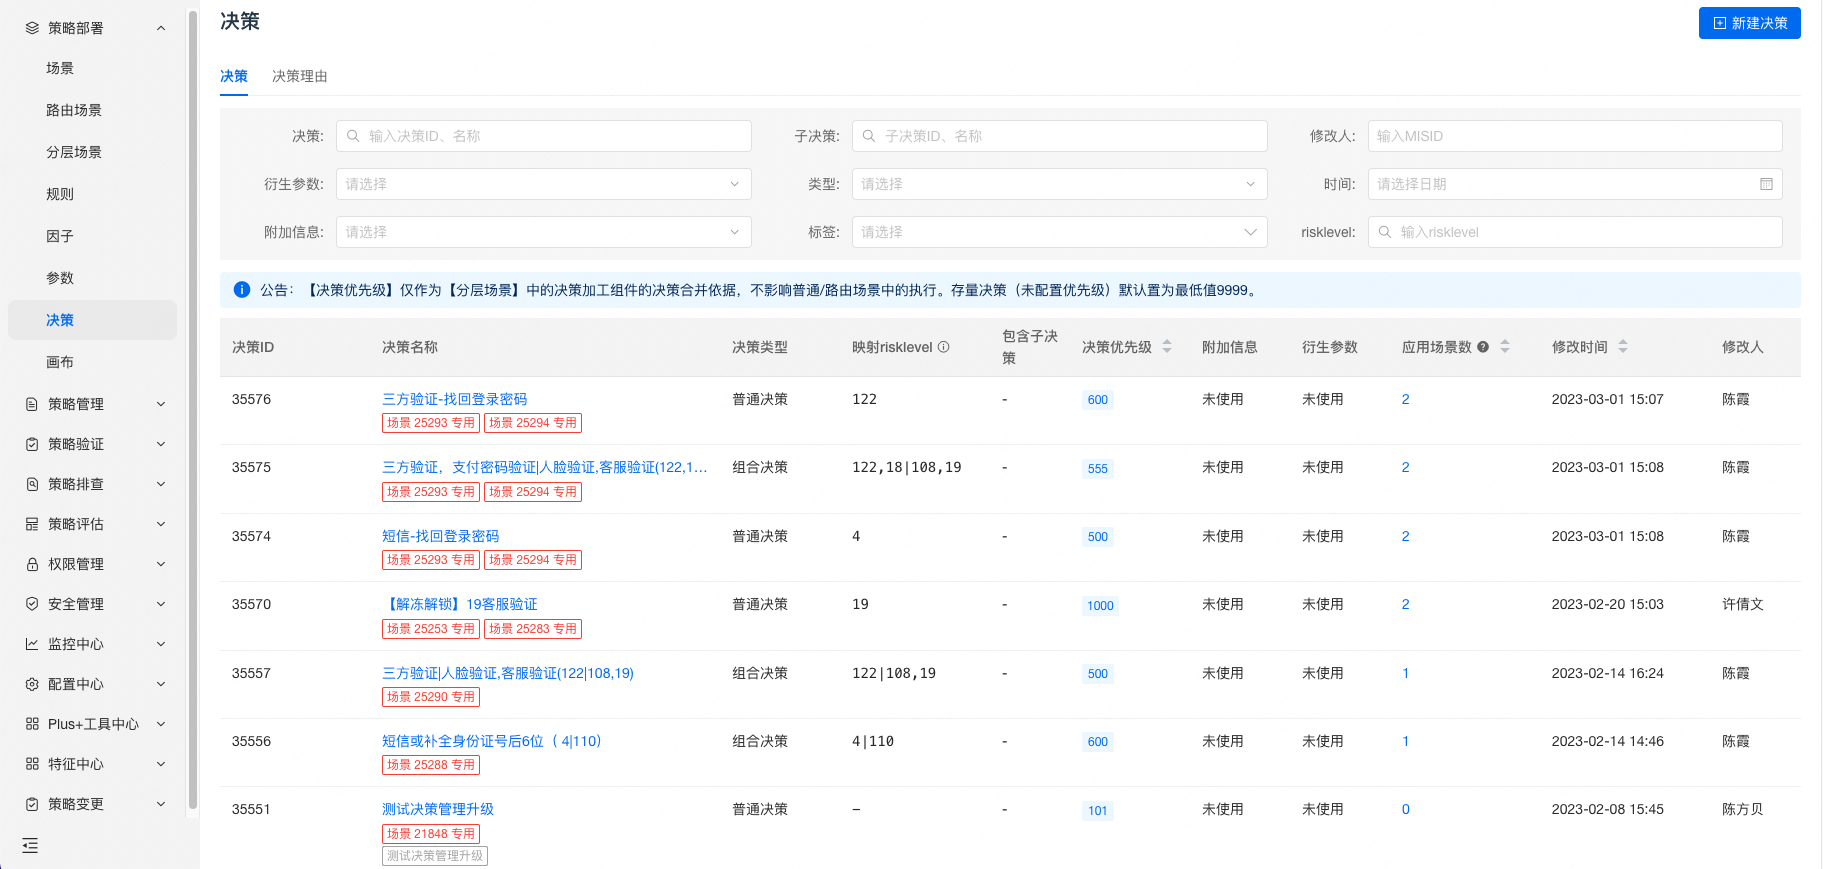 策略部署
场景
路由场景
分层场景
规则
因子
参数
决策
画布
策略管理
策略验证
策略排查
策略评估
权限管理
安全管理
监控中心
配置中心
Plus+工具中心
特征中心
策略变更
决策
新建决策
决策 决策理由
决策: 输入决策ID、名称 子决策: 子决策ID、名称 修改人: 输入MISID
衍生参数: 请选择 类型: 请选择 时间: 请选择日期
附加信息: 请选择 标签: 请选择 risklevel: 输入risklevel
公告：【决策优先级】仅作为【分层场景】中的决策加工组件的决策合并依据，不影响普通/路由场景中的执行。存量决策（未配置优先级）默认置为最低值9999。
决策ID 决策名称 决策类型 映射risklevel 包含子决策 决策优先级 附加信息 衍生参数 应用场景数 修改时间 修改人
35576 三方验证-找回登录密码 普通决策 122 - 600 未使用 未使用 2 2023-03-01 15:07 陈霞
场景 25293 专用 场景 25294 专用
35575 三方验证，支付密码验证|人脸验证,客服验证(122,1... 组合决策 122,18|108,19 - 555 未使用 未使用 2 2023-03-01 15:08 陈霞
场景 25293 专用 场景 25294 专用
35574 短信-找回登录密码 普通决策 4 - 500 未使用 未使用 2 2023-03-01 15:08 陈霞
场景 25293 专用 场景 25294 专用
35570 【解冻解锁】19客服验证 普通决策 19 - 1000 未使用 未使用 2 2023-02-20 15:03 许倩文
场景 25253 专用 场景 25283 专用
35557 三方验证|人脸验证,客服验证(122|108,19) 组合决策 122|108,19 - 500 未使用 未使用 1 2023-02-14 16:24 陈霞
场景 25290 专用
35556 短信或补全身份证号后6位（ 4|110） 组合决策 4|110 - 600 未使用 未使用 1 2023-02-14 14:46 陈霞
场景 25288 专用
35551 测试决策管理升级 普通决策 – - 101 未使用 未使用 0 2023-02-08 15:45 陈方贝
场景 21848 专用
测试决策管理升级